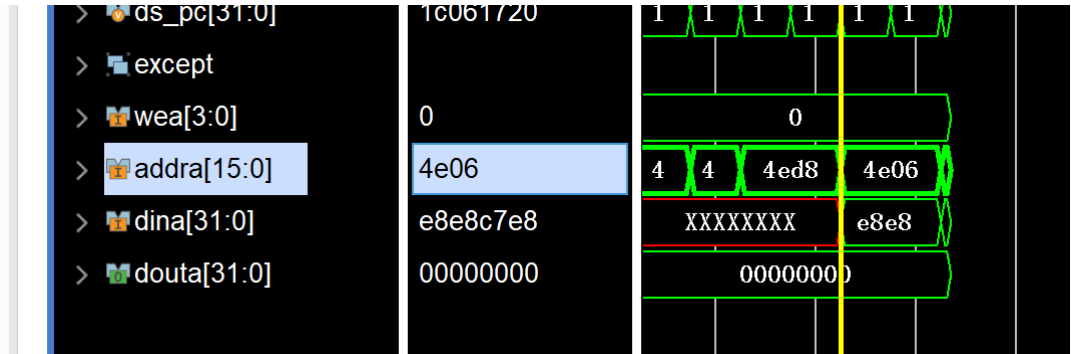 ds_pc[31:0] 1c061720 1 1 1 1 1 1
except
wea[3:0] 0 0
addra[15:0] 4e06 4 4 4ed8 4e06
dina[31:0] e8e8c7e8 XXXXXXXX e8e8
douta[31:0] 00000000 00000000